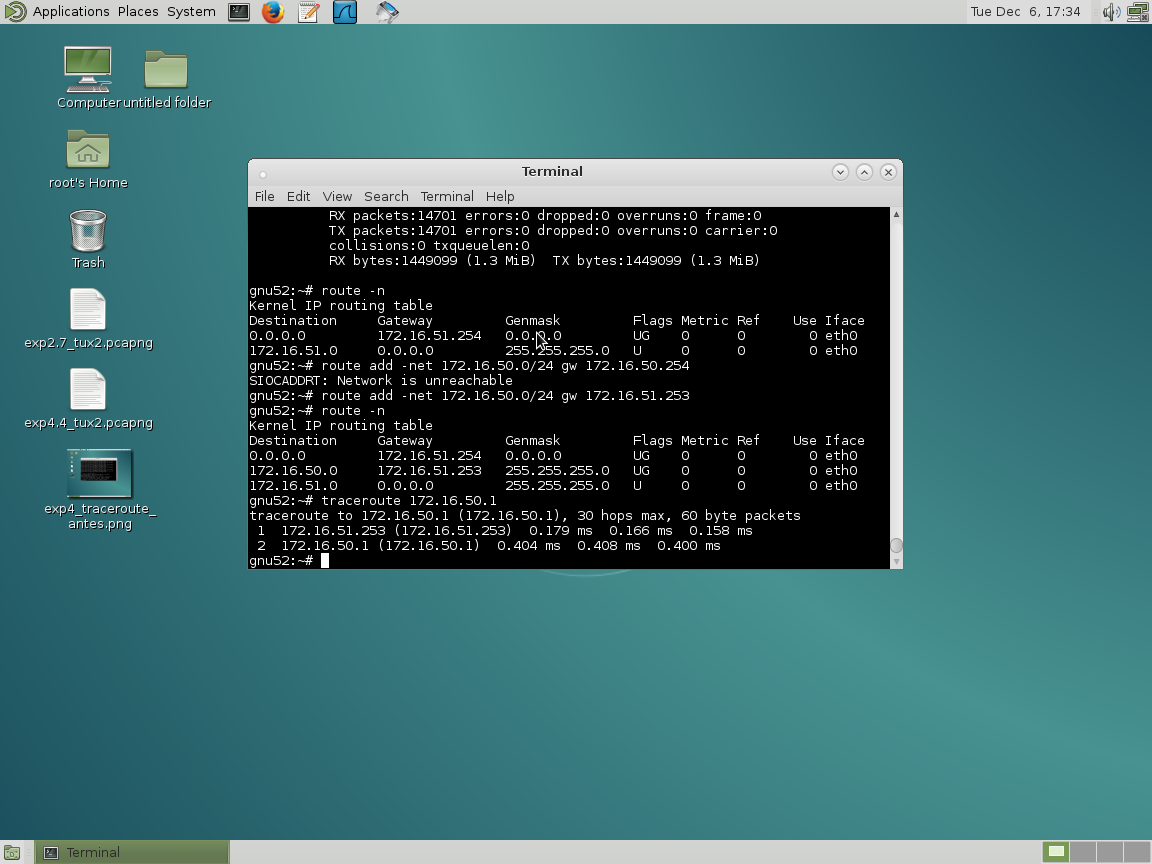 Applications Places System
Tue Dec  6, 17:34
Computer
untitled folder
root's Home
Trash
exp2.7_tux2.pcapng
exp4.4_tux2.pcapng
exp4_traceroute_
antes.png
Terminal
File Edit View Search Terminal Help
RX packets:14701 errors:0 dropped:0 overruns:0 frame:0
TX packets:14701 errors:0 dropped:0 overruns:0 carrier:0
collisions:0 txqueuelen:0
RX bytes:1449099 (1.3 MiB)  TX bytes:1449099 (1.3 MiB)
gnu52:~# route -n
Kernel IP routing table
Destination     Gateway         Genmask         Flags Metric Ref    Use Iface
0.0.0.0         172.16.51.254   0.0.0.0         UG    0      0        0 eth0
172.16.51.0     0.0.0.0         255.255.255.0   U     0      0        0 eth0
gnu52:~# route add -net 172.16.50.0/24 gw 172.16.50.254
SIOCADDRT: Network is unreachable
gnu52:~# route add -net 172.16.50.0/24 gw 172.16.51.253
gnu52:~# route -n
Kernel IP routing table
Destination     Gateway         Genmask         Flags Metric Ref    Use Iface
0.0.0.0         172.16.51.254   0.0.0.0         UG    0      0        0 eth0
172.16.50.0     172.16.51.253   255.255.255.0   UG    0      0        0 eth0
172.16.51.0     0.0.0.0         255.255.255.0   U     0      0        0 eth0
gnu52:~# traceroute 172.16.50.1
traceroute to 172.16.50.1 (172.16.50.1), 30 hops max, 60 byte packets
 1  172.16.51.253 (172.16.51.253)  0.179 ms  0.166 ms  0.158 ms
 2  172.16.50.1 (172.16.50.1)  0.404 ms  0.408 ms  0.400 ms
gnu52:~#
Terminal